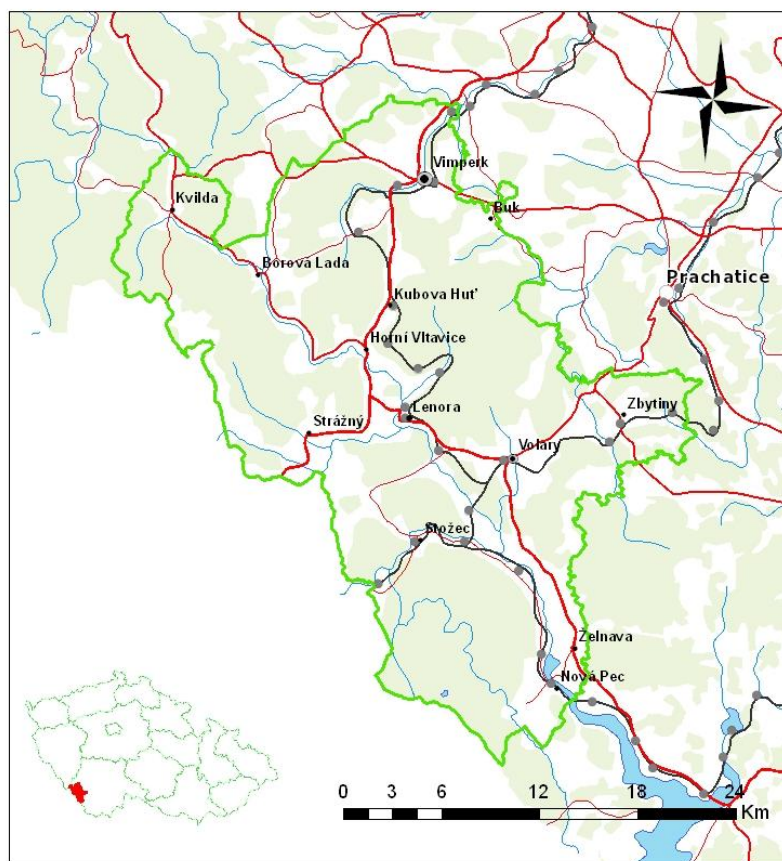 Vimperk
Kvilda
Buk
Borová Lada
Prachatice
Kubova Huť
Horní Vltavice
Lenora
Zbytiny
Strážný
Volary
Stožec
Želnava
Nová Pec
0 3 6 12 18 24
Km